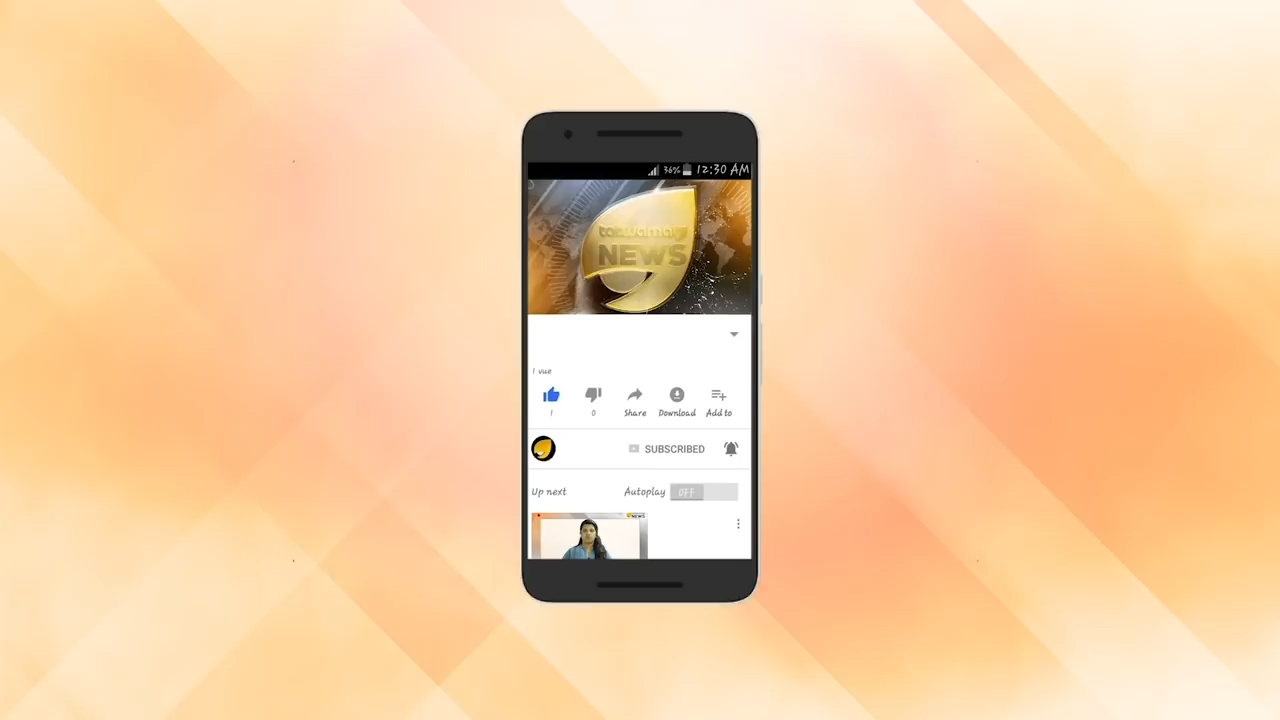 36% 12:30 AM
tatwamayi
NEWS
1 vue
1 0 Share Download Add to
SUBSCRIBED
Up next Autoplay OFF
NEWS